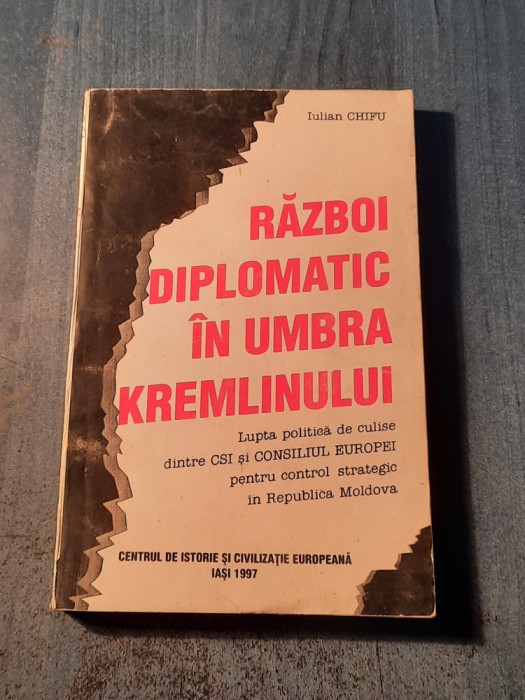 Iulian CHIFU
RĂZBOI
DIPLOMATIC
ÎN UMBRA
KREMLINULUI
Lupta politică de culise
dintre CSI și CONSILIUL EUROPEI
pentru control strategic
în Republica Moldova
CENTRUL DE ISTORIE ȘI CIVILIZAȚIE EUROPEANĂ
IAȘI 1997